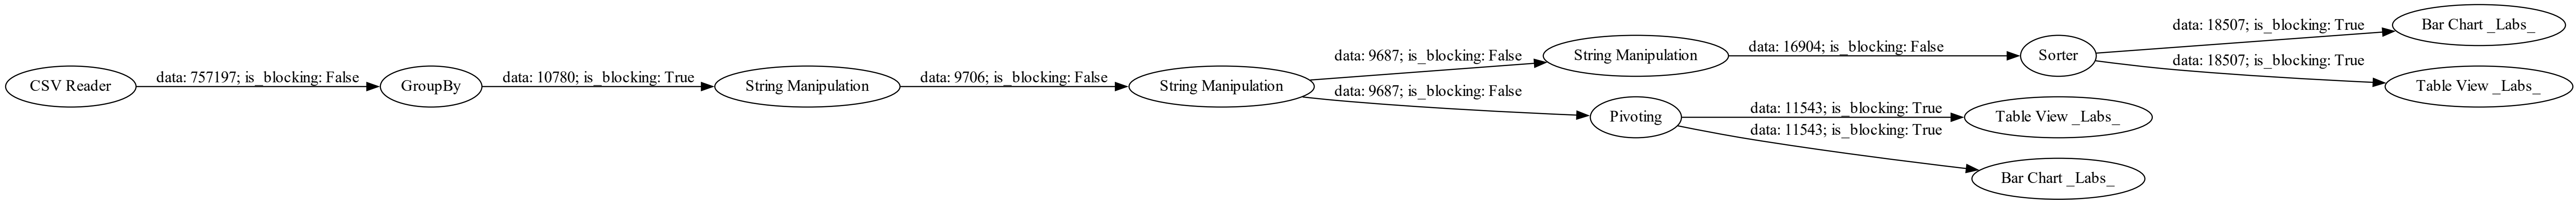 CSV Reader
data: 757197; is_blocking: False
GroupBy
data: 10780; is_blocking: True
String Manipulation
data: 9706; is_blocking: False
String Manipulation
data: 9687; is_blocking: False
data: 9687; is_blocking: False
String Manipulation
data: 16904; is_blocking: False
Sorter
data: 18507; is_blocking: True
Bar Chart _Labs_
data: 18507; is_blocking: True
Table View _Labs_
Pivoting
data: 11543; is_blocking: True
Table View _Labs_
data: 11543; is_blocking: True
Bar Chart _Labs_